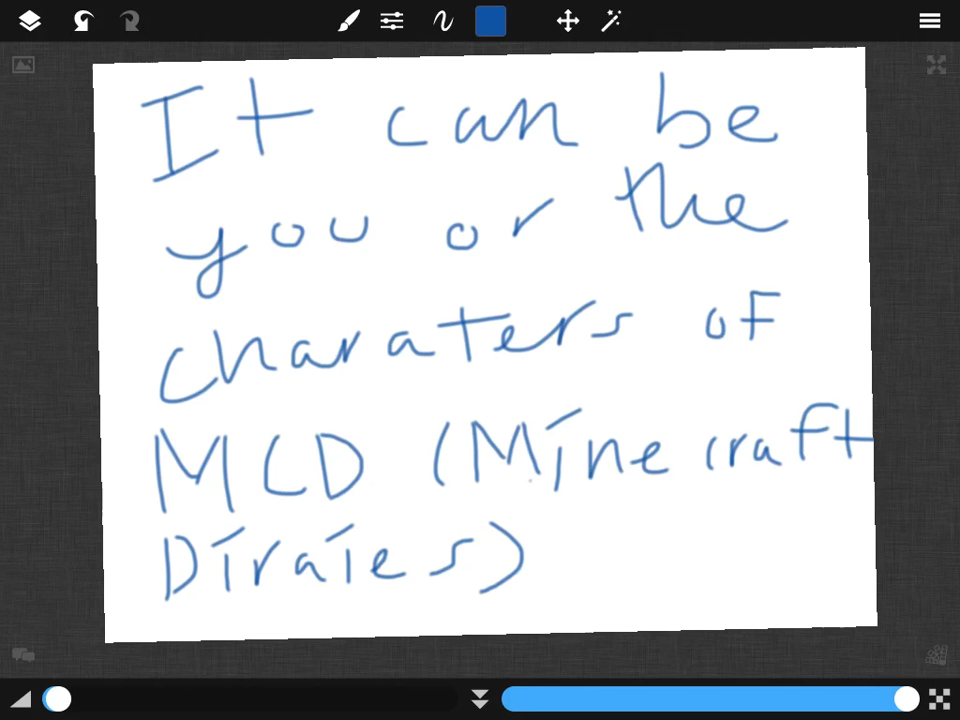 It can be
you or the
charaters of
MCD (Minecraft
Diraies)